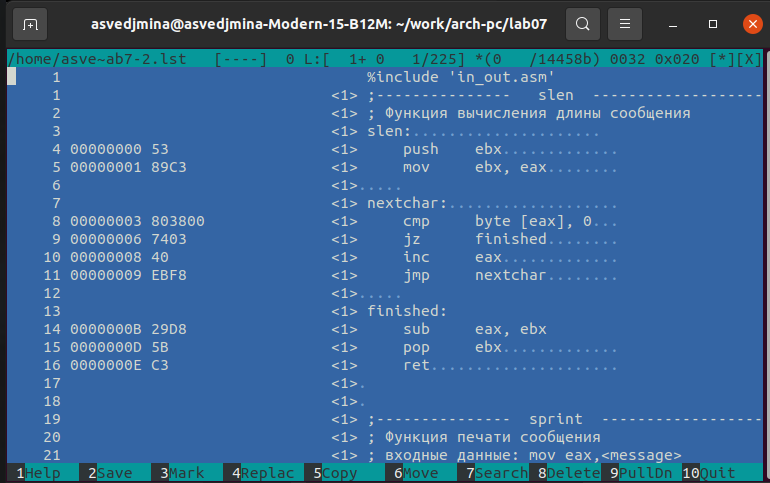 asvedjmina@asvedjmina-Modern-15-B12M: ~/work/arch-pc/lab07
/home/asve~ab7-2.lst   [----]  0 L:[  1+ 0   1/225] *(0   /14458b) 0032 0x020 [*][X]
1                                  %include 'in_out.asm'
1                              <1> ;---------------   slen  -------------------
2                              <1> ; Функция вычисления длины сообщения
3                              <1> slen:.....................
4 00000000 53                  <1>     push    ebx.............
5 00000001 89C3                <1>     mov     ebx, eax........
6                              <1>.....
7                              <1> nextchar:...................
8 00000003 803800              <1>     cmp     byte [eax], 0...
9 00000006 7403                <1>     jz      finished........
10 00000008 40                  <1>     inc     eax.............
11 00000009 EBF8                <1>     jmp     nextchar........
12                              <1>.....
13                              <1> finished:
14 0000000B 29D8                <1>     sub     eax, ebx
15 0000000D 5B                  <1>     pop     ebx.............
16 0000000E C3                  <1>     ret.....................
17                              <1>.
18                              <1>.
19                              <1> ;---------------  sprint  ------------------
20                              <1> ; Функция печати сообщения
21                              <1> ; входные данные: mov eax,<message>
1Help 2Save 3Mark 4Replac 5Copy 6Move 7Search 8Delete 9PullDn 10Quit